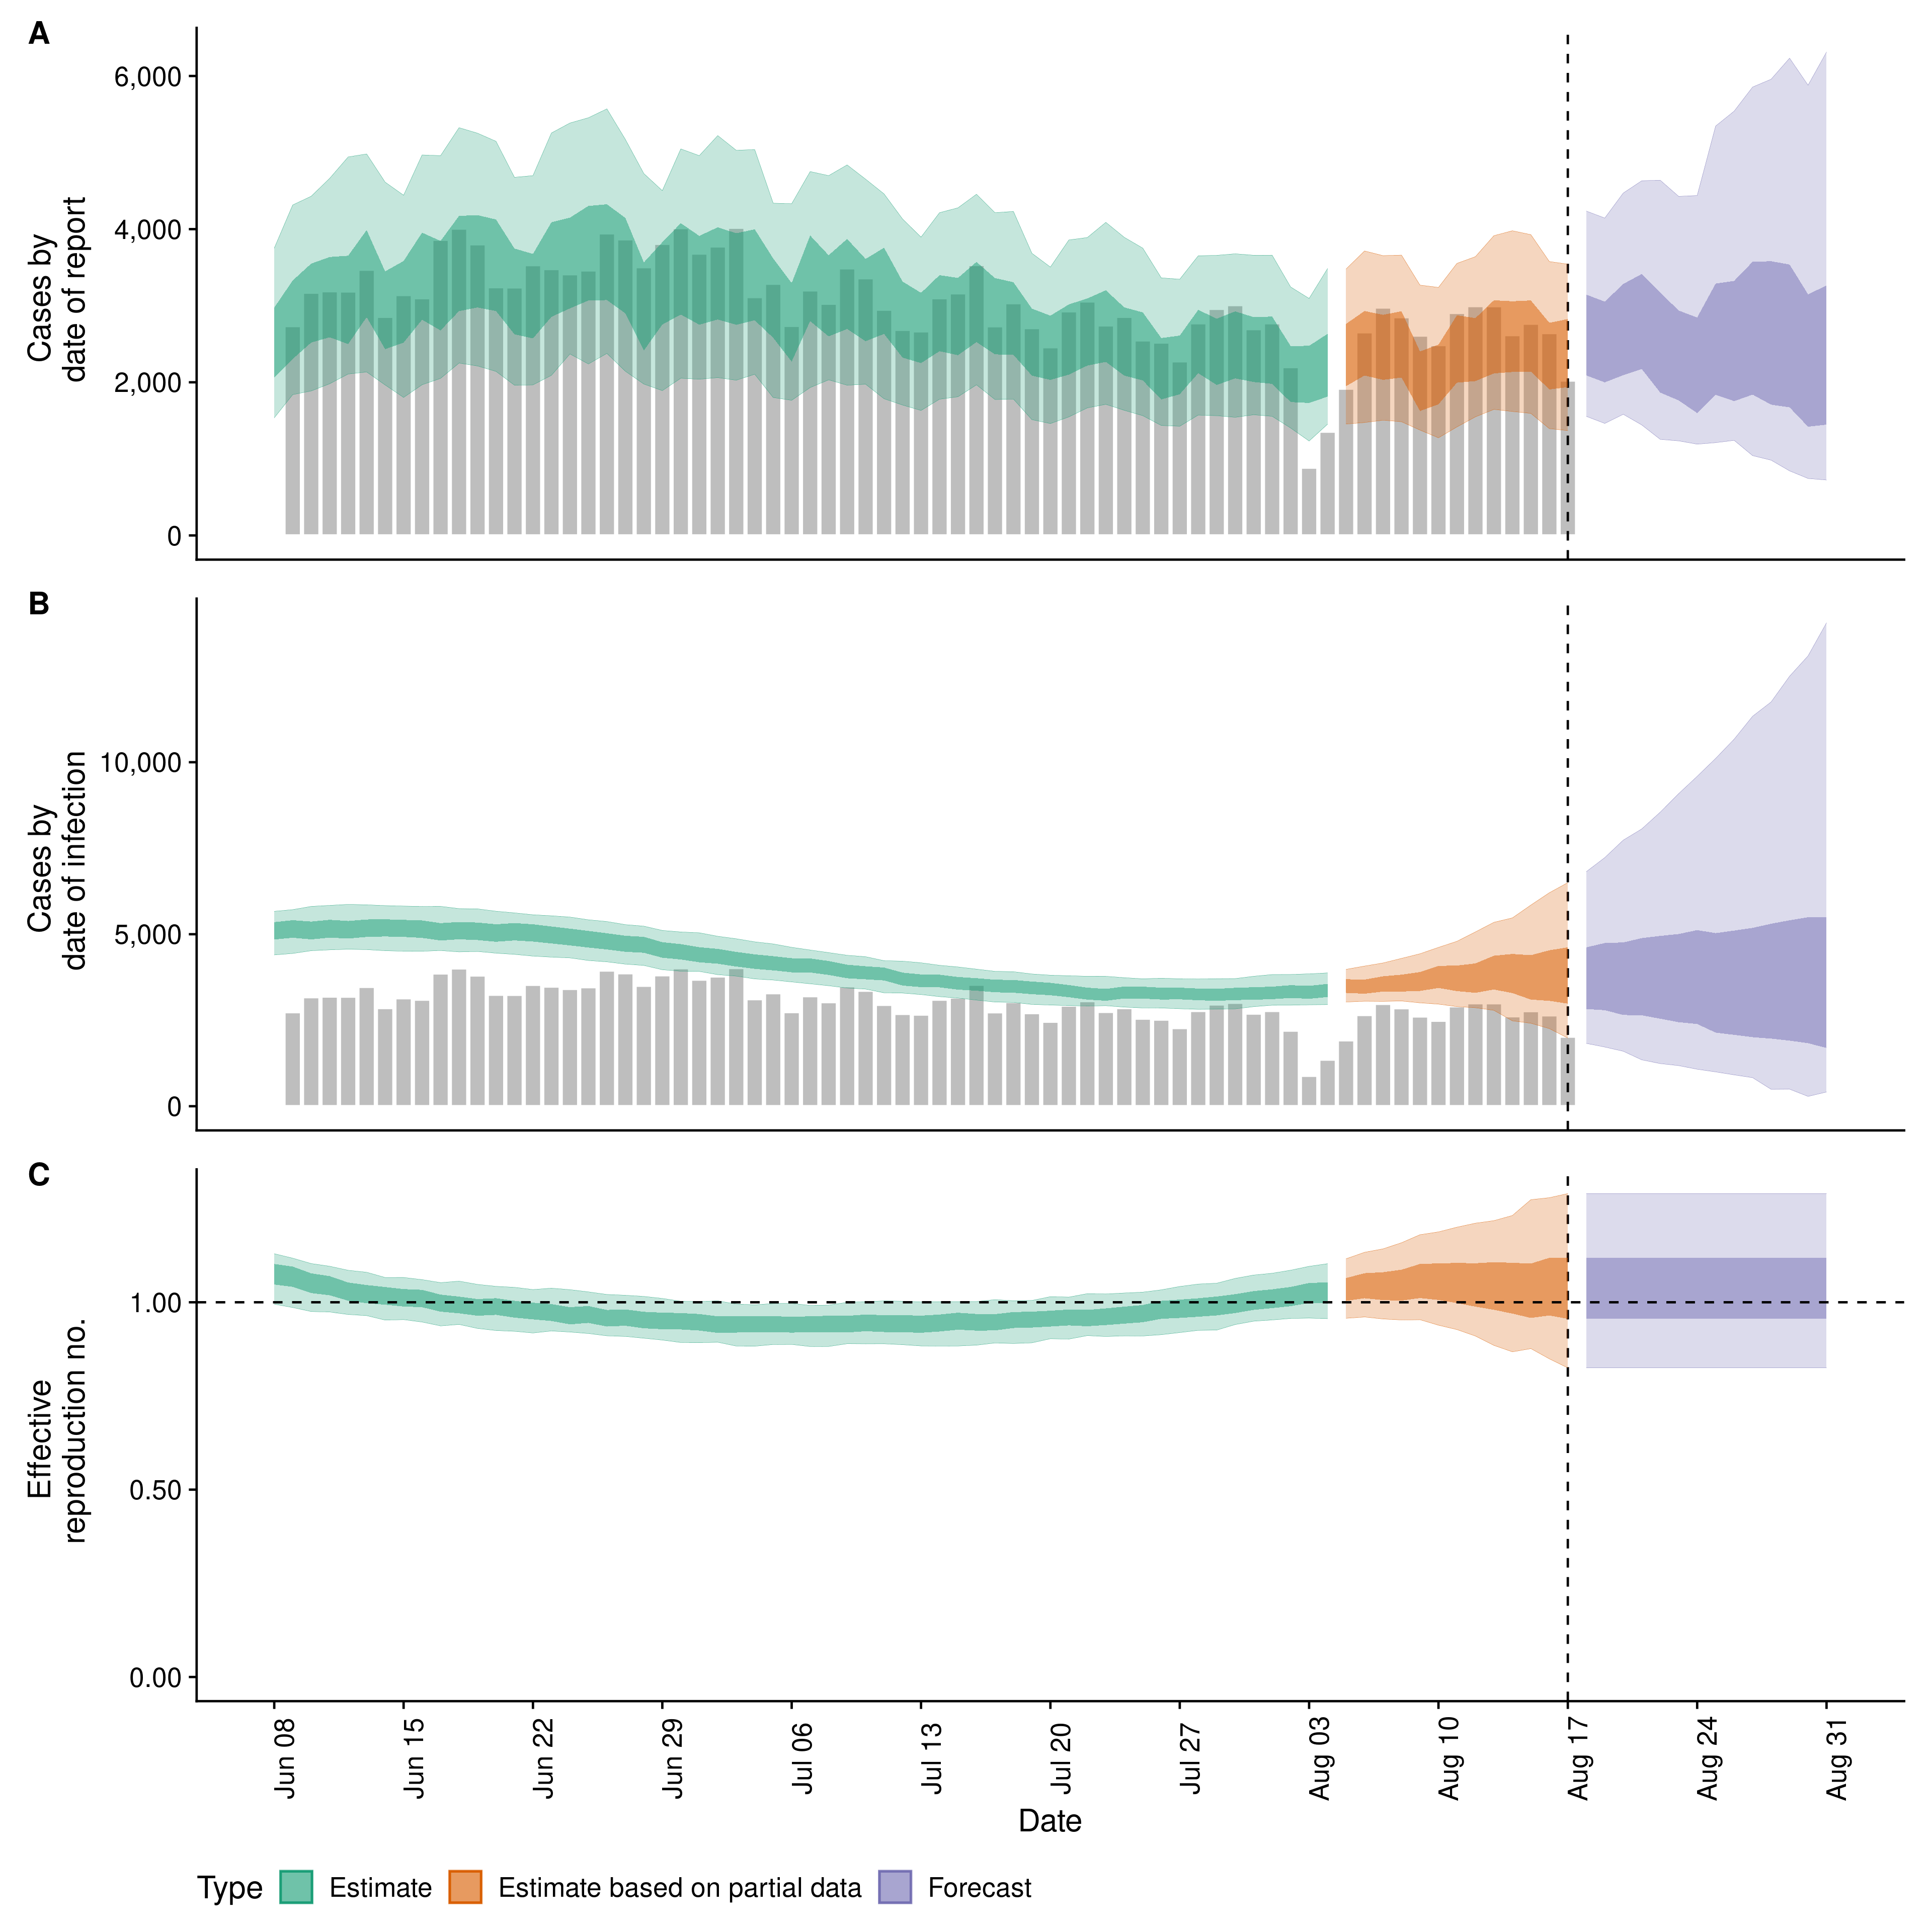 A
6,000
4,000
2,000
0
Cases by
date of report
B
10,000
5,000
0
Cases by
date of infection
C
1.00
0.50
0.00
Effective
reproduction no.
Jun 08
Jun 15
Jun 22
Jun 29
Jul 06
Jul 13
Jul 20
Jul 27
Aug 03
Aug 10
Aug 17
Aug 24
Aug 31
Date
Type Estimate Estimate based on partial data Forecast